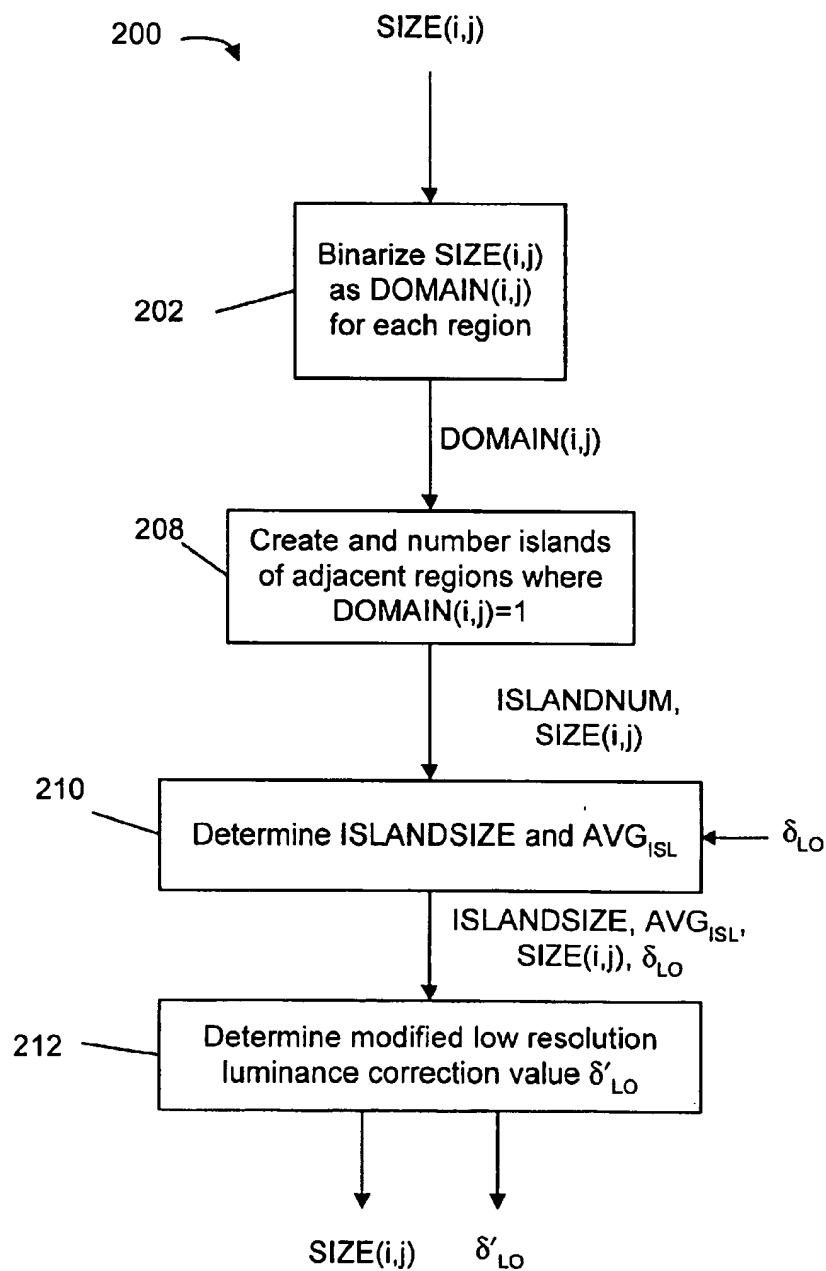 200
SIZE(i,j)
Binarize SIZE(i,j)
as DOMAIN(i,j)
for each region
202
DOMAIN(i,j)
208
Create and number islands
of adjacent regions where
DOMAIN(i,j)=1
ISLANDNUM,
SIZE(i,j)
210
Determine ISLANDSIZE and AVG_ISL
δ_LO
ISLANDSIZE, AVG_ISL,
SIZE(i,j), δ_LO
212
Determine modified low resolution
luminance correction value δ′_LO
SIZE(i,j) δ′_LO